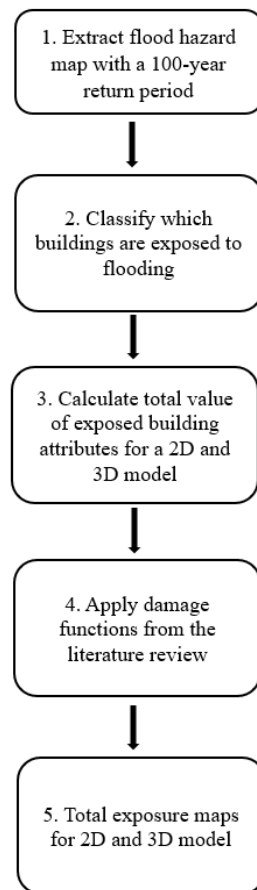 1. Extract flood hazard
map with a 100-year
return period
2. Classify which
buildings are exposed to
flooding
3. Calculate total value
of exposed building
attributes for a 2D and
3D model
4. Apply damage
functions from the
literature review
5. Total exposure maps
for 2D and 3D model